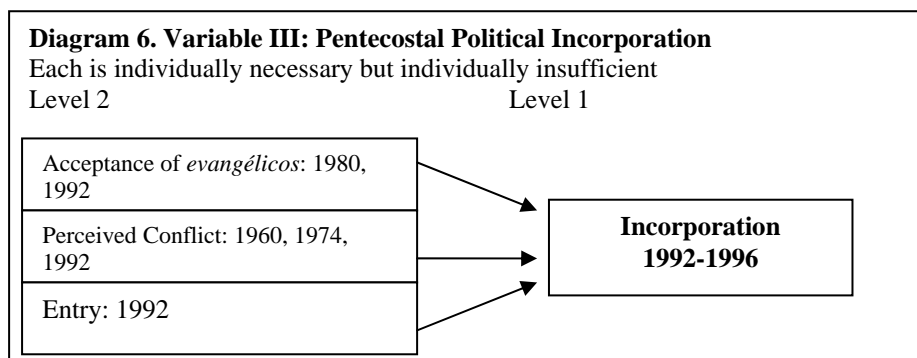 Diagram 6. Variable III: Pentecostal Political Incorporation
Each is individually necessary but individually insufficient
Level 2 Level 1
Acceptance of evangélicos: 1980,
1992
Perceived Conflict: 1960, 1974,
1992
Entry: 1992
Incorporation
1992-1996